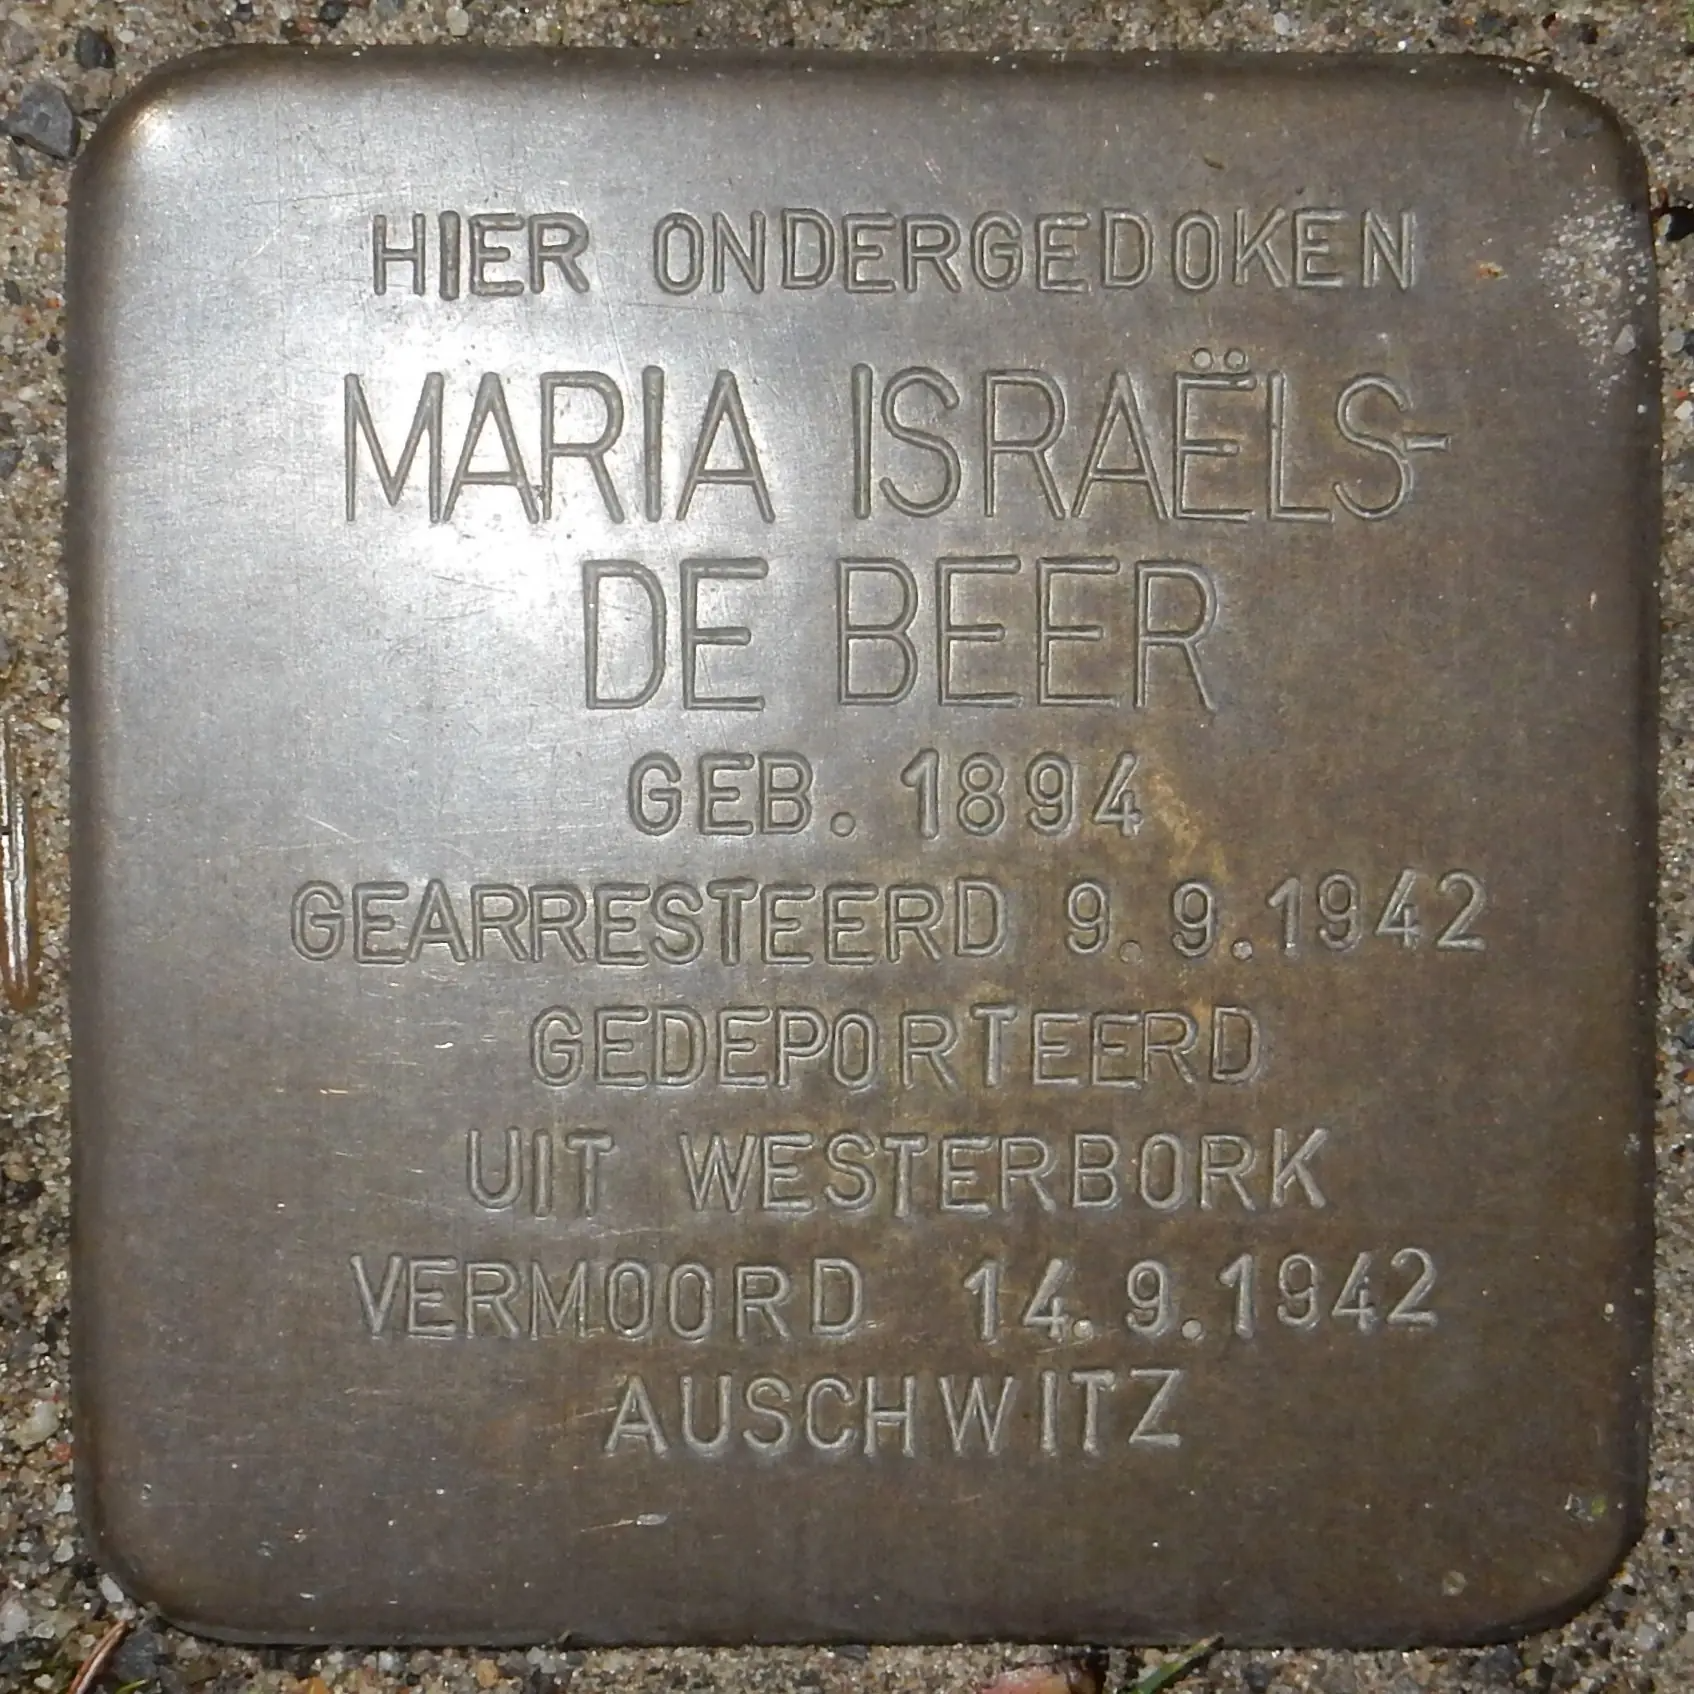 HIER ONDERGEDOKEN
MARIA ISRAËLS-
DE BEER
GEB. 1894
GEARRESTEERD 9.9.1942
GEDEPORTEERD
UIT WESTERBORK
VERMOORD 14.9.1942
AUSCHWITZ